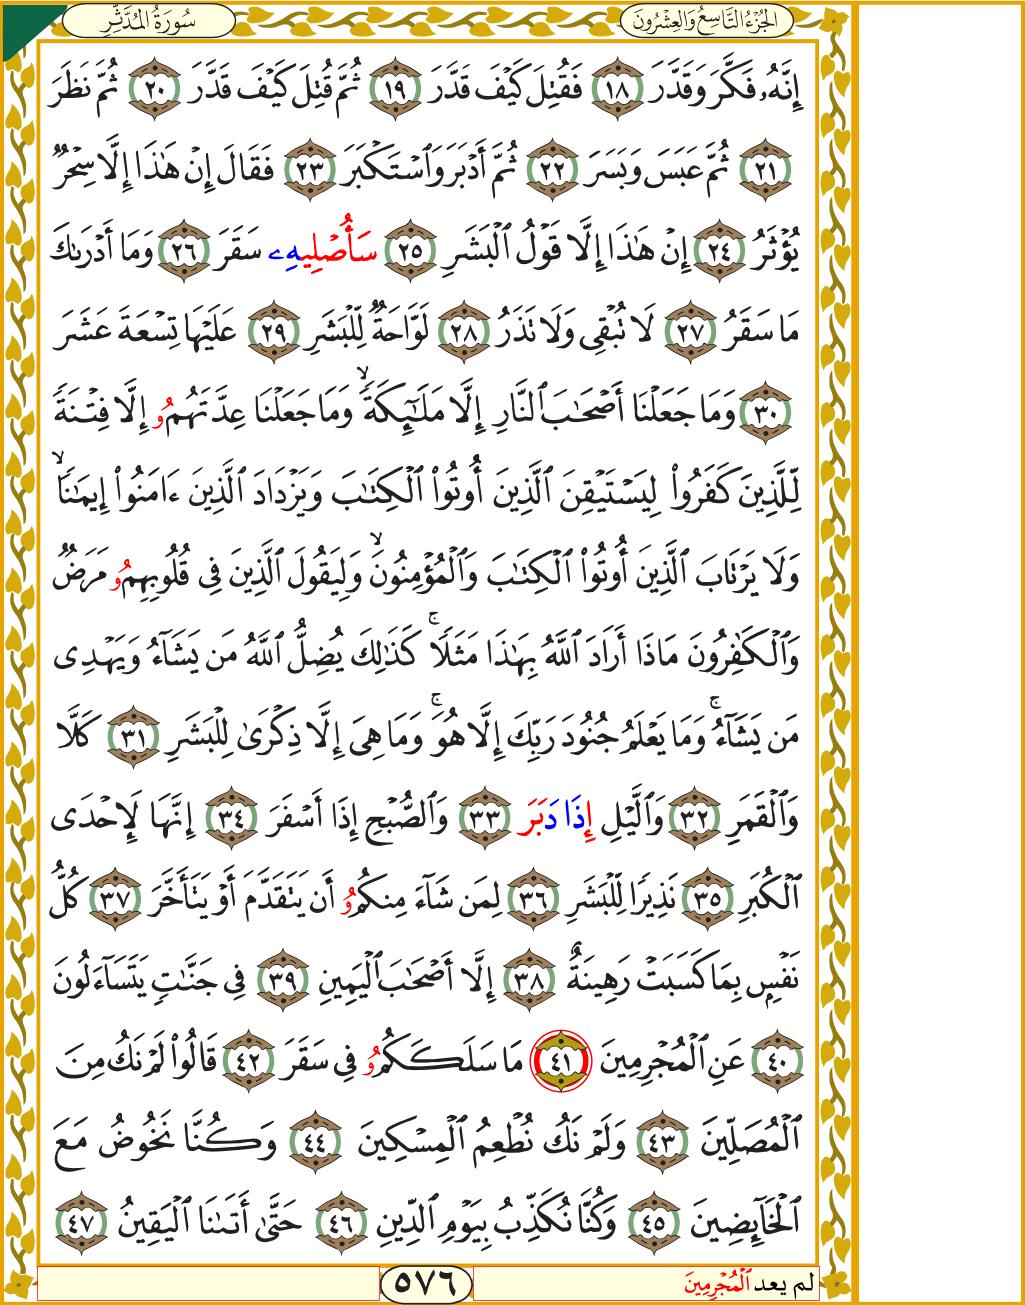 الجُزْءُ التَّاسِعُ وَالعِشْرُونَ
سُورَةُ المُدَّثِّرِ
إِنَّهُۥ فَكَّرَ وَقَدَّرَ ١٨ فَقُتِلَ كَيْفَ قَدَّرَ ١٩ ثُمَّ قُتِلَ كَيْفَ قَدَّرَ ٢٠ ثُمَّ نَظَرَ
٢١ ثُمَّ عَبَسَ وَبَسَرَ ٢٢ ثُمَّ أَدْبَرَ وَٱسْتَكْبَرَ ٢٣ فَقَالَ إِنْ هَٰذَا إِلَّا سِحْرٌ
يُؤْثَرُ ٢٤ إِنْ هَٰذَا إِلَّا قَوْلُ ٱلْبَشَرِ ٢٥ سَأُصْلِيهِۦ سَقَرَ ٢٦ وَمَا أَدْرَىٰكَ
مَا سَقَرُ ٢٧ لَا تُبْقِى وَلَا تَذَرُ ٢٨ لَوَّاحَةٌ لِّلْبَشَرِ ٢٩ عَلَيْهَا تِسْعَةَ عَشَرَ
٣٠ وَمَا جَعَلْنَا أَصْحَٰبَ ٱلنَّارِ إِلَّا مَلَٰٓئِكَةً ۙ وَمَا جَعَلْنَا عِدَّتَهُمُۥ إِلَّا فِتْنَةً
لِّلَّذِينَ كَفَرُوا۟ لِيَسْتَيْقِنَ ٱلَّذِينَ أُوتُوا۟ ٱلْكِتَٰبَ وَيَزْدَادَ ٱلَّذِينَ ءَامَنُوا۟ إِيمَٰنًا ۙ
وَلَا يَرْتَابَ ٱلَّذِينَ أُوتُوا۟ ٱلْكِتَٰبَ وَٱلْمُؤْمِنُونَ ۙ وَلِيَقُولَ ٱلَّذِينَ فِى قُلُوبِهِمُۥ مَرَضٌ
وَٱلْكَٰفِرُونَ مَاذَا أَرَادَ ٱللَّهُ بِهَٰذَا مَثَلًا ۚ كَذَٰلِكَ يُضِلُّ ٱللَّهُ مَن يَشَآءُ وَيَهْدِى
مَن يَشَآءُ ۚ وَمَا يَعْلَمُ جُنُودَ رَبِّكَ إِلَّا هُوَ ۚ وَمَا هِىَ إِلَّا ذِكْرَىٰ لِلْبَشَرِ ٣١ كَلَّا
وَٱلْقَمَرِ ٣٢ وَٱلَّيْلِ إِذَا دَبَرَ ٣٣ وَٱلصُّبْحِ إِذَا أَسْفَرَ ٣٤ إِنَّهَا لَإِحْدَى
ٱلْكُبَرِ ٣٥ نَذِيرًا لِّلْبَشَرِ ٣٦ لِمَن شَآءَ مِنكُمُۥ أَن يَتَقَدَّمَ أَوْ يَتَأَخَّرَ ٣٧ كُلُّ
نَفْسٍۭ بِمَا كَسَبَتْ رَهِينَةٌ ٣٨ إِلَّا أَصْحَٰبَ ٱلْيَمِينِ ٣٩ فِى جَنَّٰتٍ يَتَسَآءَلُونَ
٤٠ عَنِ ٱلْمُجْرِمِينَ ٤١ مَا سَلَكَكُمُۥ فِى سَقَرَ ٤٢ قَالُوا۟ لَمْ نَكُ مِنَ
ٱلْمُصَلِّينَ ٤٣ وَلَمْ نَكُ نُطْعِمُ ٱلْمِسْكِينَ ٤٤ وَكُنَّا نَخُوضُ مَعَ
ٱلْخَآئِضِينَ ٤٥ وَكُنَّا نُكَذِّبُ بِيَوْمِ ٱلدِّينِ ٤٦ حَتَّىٰ أَتَىٰنَا ٱلْيَقِينُ ٤٧
لم يعد ٱلْمُجْرِمِينَ
٥٧٦